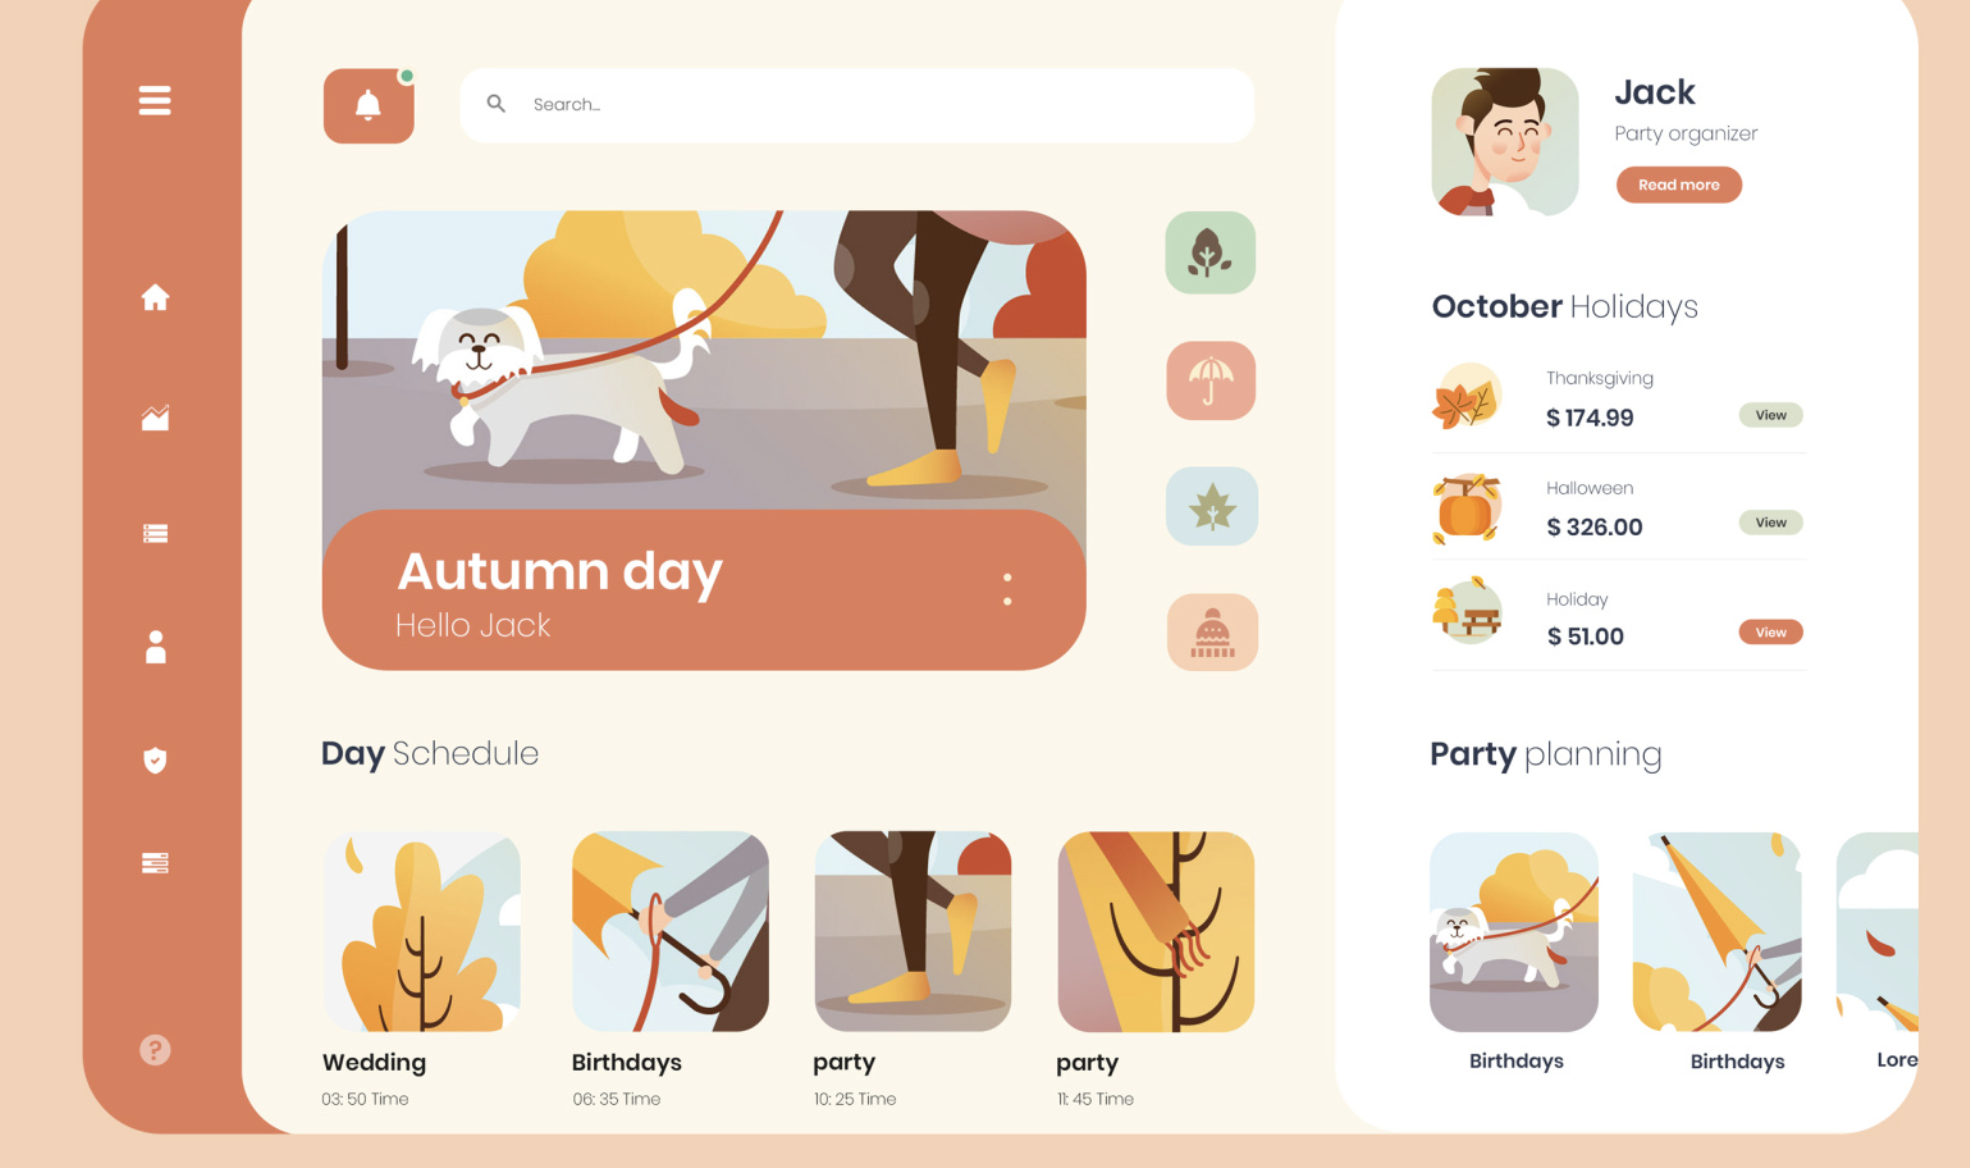 Search...
Jack
Party organizer
Read more
Autumn day
Hello Jack
October Holidays
Thanksgiving
$ 174.99
View
Halloween
$ 326.00
View
Holiday
$ 51.00
View
Day Schedule
Wedding
03: 50 Time
Birthdays
06: 35 Time
party
10: 25 Time
party
11: 45 Time
Party planning
Birthdays
Birthdays
Lore